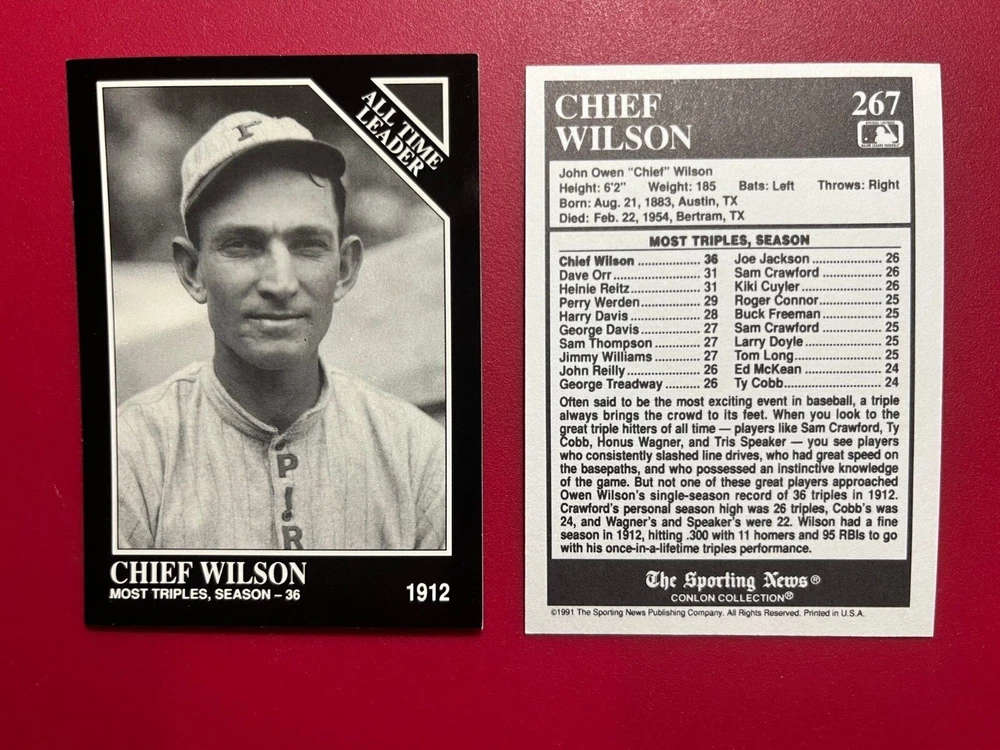 ALL TIME
LEADER
P
P
I
R
CHIEF WILSON
MOST TRIPLES, SEASON – 36
1912
CHIEF
WILSON
267
John Owen "Chief" Wilson
Height: 6'2" Weight: 185 Bats: Left Throws: Right
Born: Aug. 21, 1883, Austin, TX
Died: Feb. 22, 1954, Bertram, TX
MOST TRIPLES, SEASON
Chief Wilson ................ 36
Dave Orr ...................... 31
Heinie Reitz ................. 31
Perry Werden ............... 29
Harry Davis .................. 28
George Davis ............... 27
Sam Thompson ............ 27
Jimmy Williams ............ 27
John Reilly ................... 26
George Treadway ......... 26
Joe Jackson ................. 26
Sam Crawford .............. 26
Kiki Cuyler ................... 26
Roger Connor ............... 25
Buck Freeman .............. 25
Sam Crawford .............. 25
Larry Doyle .................. 25
Tom Long .................... 25
Ed McKean .................. 24
Ty Cobb ....................... 24
Often said to be the most exciting event in baseball, a triple
always brings the crowd to its feet. When you look to the
great triple hitters of all time — players like Sam Crawford, Ty
Cobb, Honus Wagner, and Tris Speaker — you see players
who consistently slashed line drives, who had great speed on
the basepaths, and who possessed an instinctive knowledge
of the game. But not one of these great players approached
Owen Wilson's single-season record of 36 triples in 1912.
Crawford's personal season high was 26 triples, Cobb's was
24, and Wagner's and Speaker's were 22. Wilson had a fine
season in 1912, hitting .300 with 11 homers and 95 RBIs to go
with his once-in-a-lifetime triples performance.
The Sporting News®
CONLON COLLECTION®
©1991 The Sporting News Publishing Company. All Rights Reserved. Printed in U.S.A.